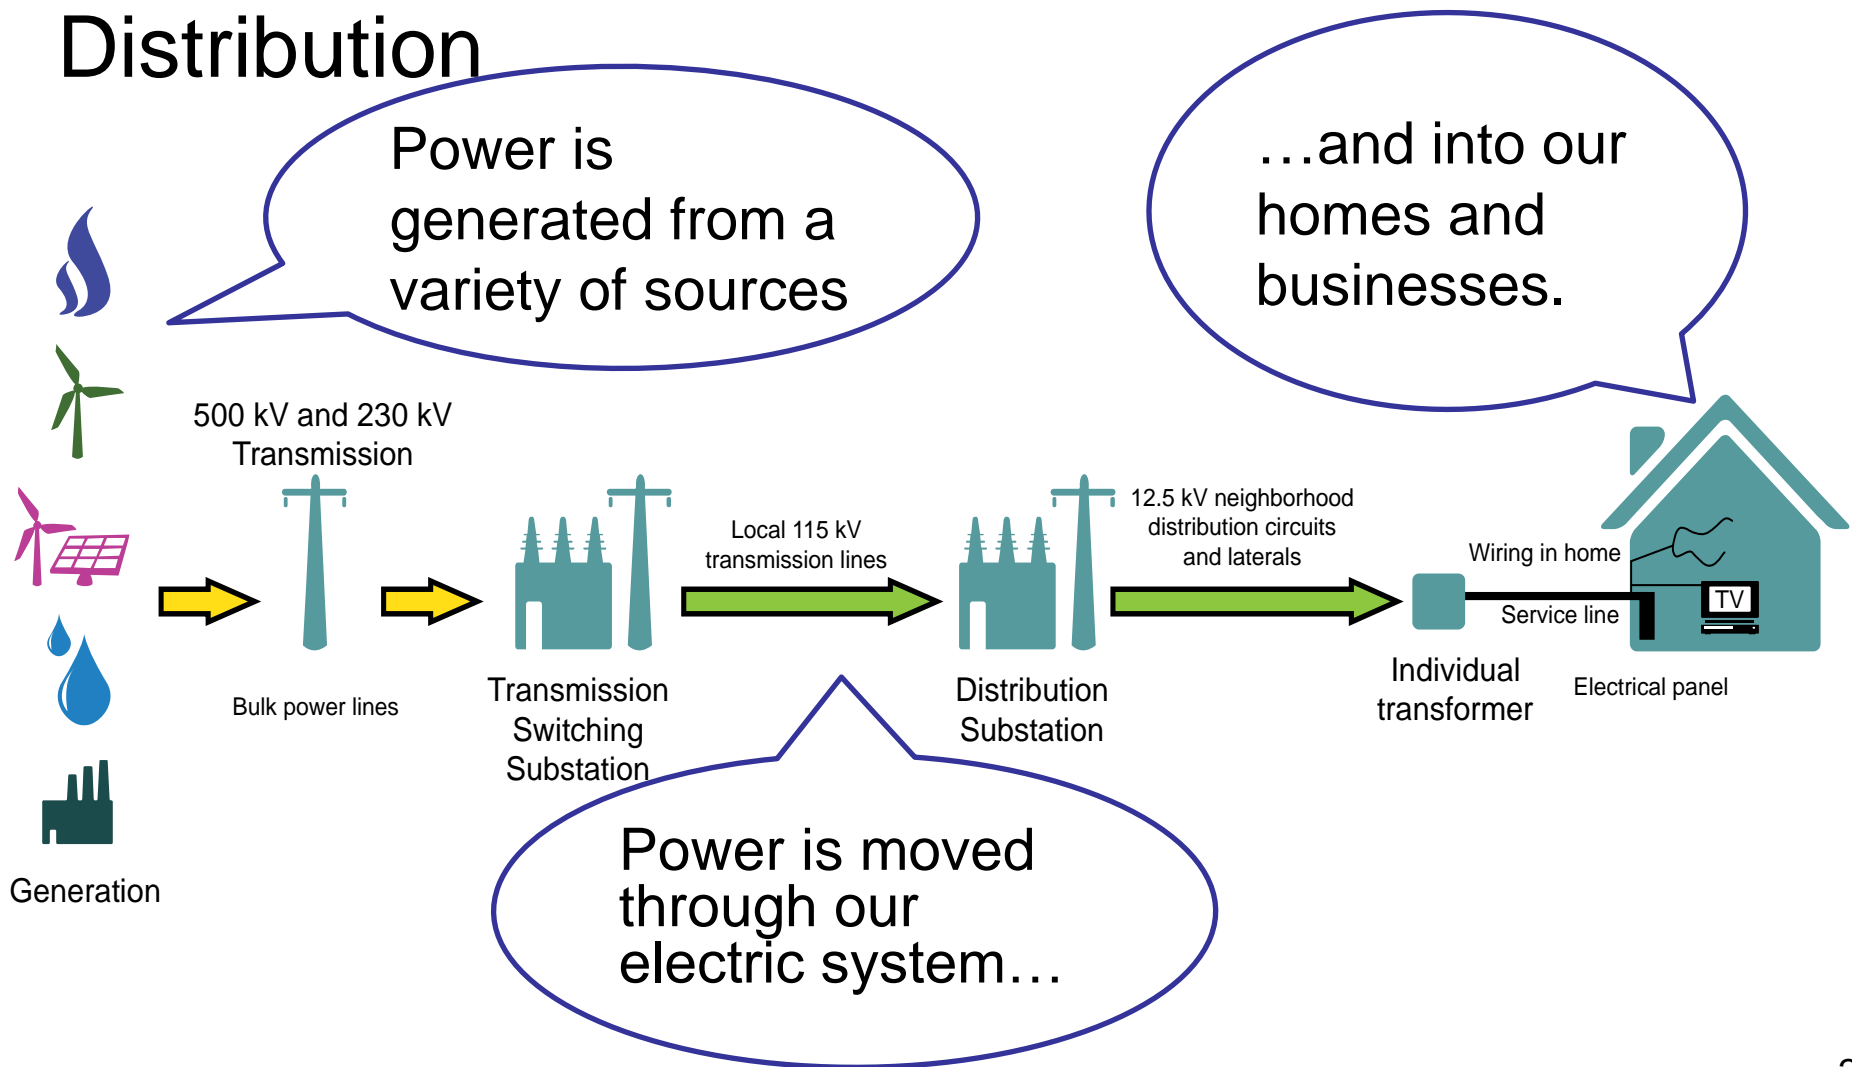 Distribution
Power is
generated from a
variety of sources
…and into our
homes and
businesses.
500 kV and 230 kV
Transmission
Local 115 kV
transmission lines
12.5 kV neighborhood
distribution circuits
and laterals
Wiring in home
Service line
TV
Bulk power lines
Transmission
Switching
Substation
Distribution
Substation
Individual
transformer
Electrical panel
Generation
Power is moved
through our
electric system…